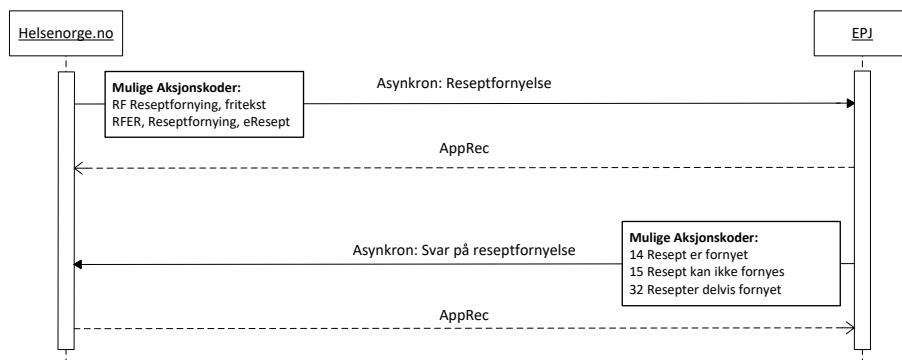 Helsenorge.no
EPJ
Mulige Aksjonskoder:
RF Reseptfornying, fritekst
RFER, Reseptfornying, eResept
Asynkron: Reseptfornyelse
AppRec
Mulige Aksjonskoder:
14 Resept er fornyet
15 Resept kan ikke fornyes
32 Resepter delvis fornyet
Asynkron: Svar på reseptfornyelse
AppRec